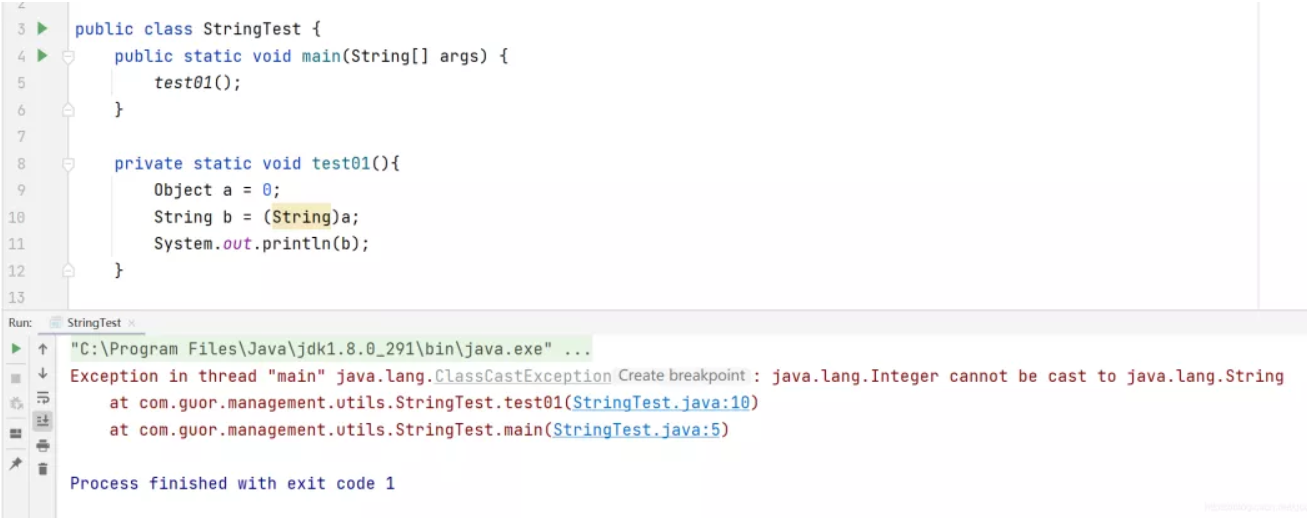 2
3 public class StringTest {
4 public static void main(String[] args) {
5 test01();
6 }
7
8 private static void test01(){
9 Object a = 0;
10 String b = (String)a;
11 System.out.println(b);
12 }
13
Run: StringTest ×
"C:\Program Files\Java\jdk1.8.0_291\bin\java.exe" ...
Exception in thread "main" java.lang.ClassCastException Create breakpoint : java.lang.Integer cannot be cast to java.lang.String
at com.guor.management.utils.StringTest.test01(StringTest.java:10)
at com.guor.management.utils.StringTest.main(StringTest.java:5)
Process finished with exit code 1